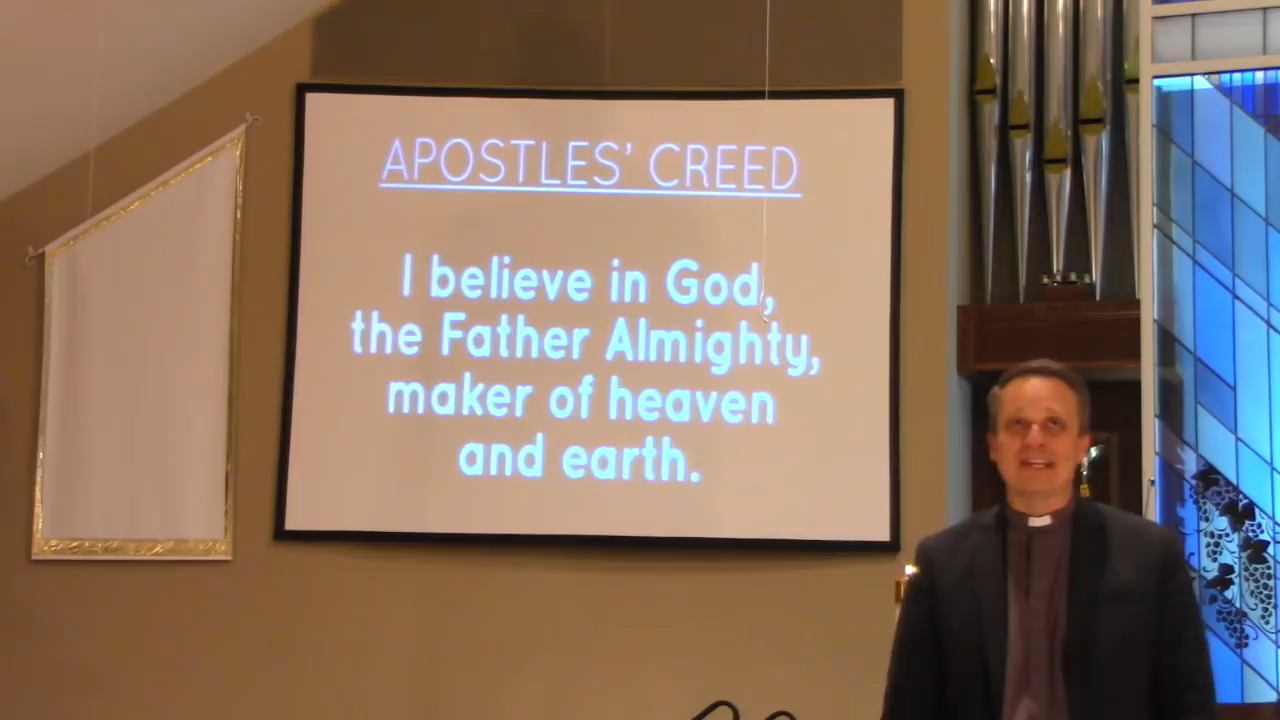 APOSTLES' CREED
I believe in God,
the Father Almighty,
maker of heaven
and earth.